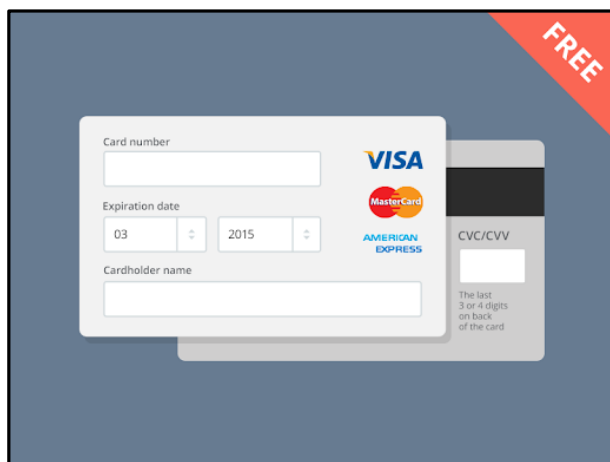 FREE
Card number
VISA
MasterCard
Expiration date
03
2015
AMERICAN
EXPRESS
CVC/CVV
Cardholder name
The last
3 or 4 digits
on back
of the card